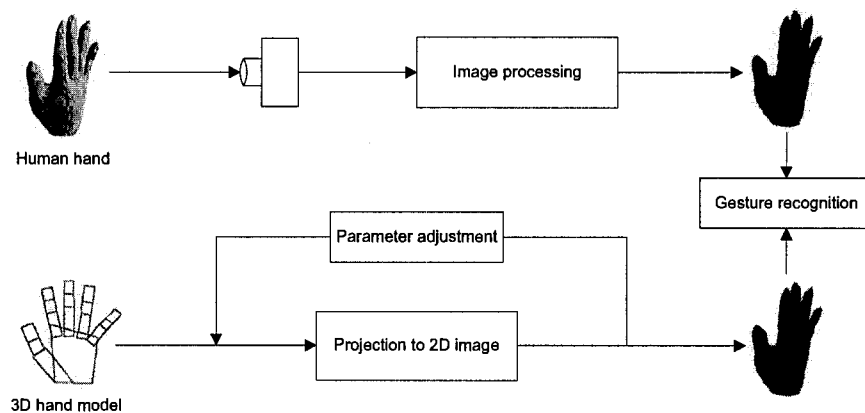 Image processing
Human hand
Gesture recognition
Parameter adjustment
Projection to 2D image
3D hand model